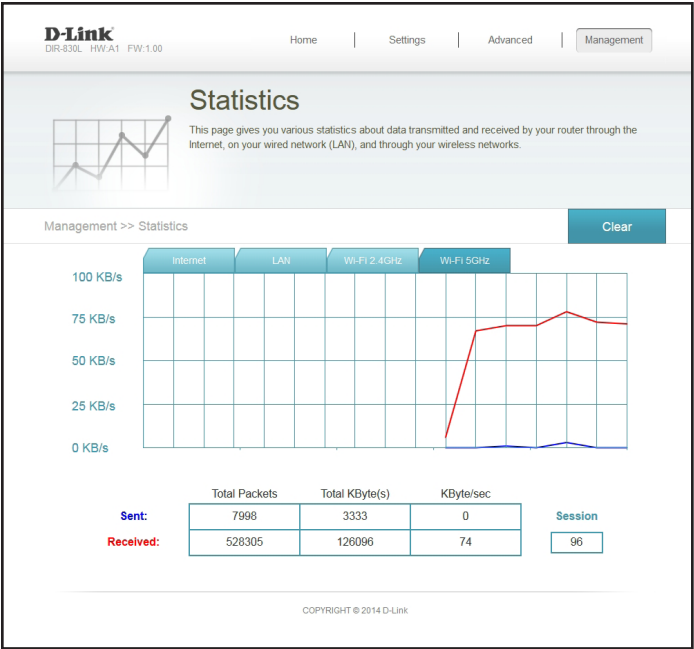 D-Link
DIR-830L HW:A1 FW:1.00
Home
Settings
Advanced
Management
Statistics
This page gives you various statistics about data transmitted and received by your router through the
Internet, on your wired network (LAN), and through your wireless networks.
Management >> Statistics
Clear
Internet
LAN
Wi-Fi 2.4GHz
Wi-Fi 5GHz
100 KB/s
75 KB/s
50 KB/s
25 KB/s
0 KB/s
Total Packets Total KByte(s) KByte/sec
Sent: 7998 3333 0
Session
Received: 528305 126096 74
96
COPYRIGHT © 2014 D-Link